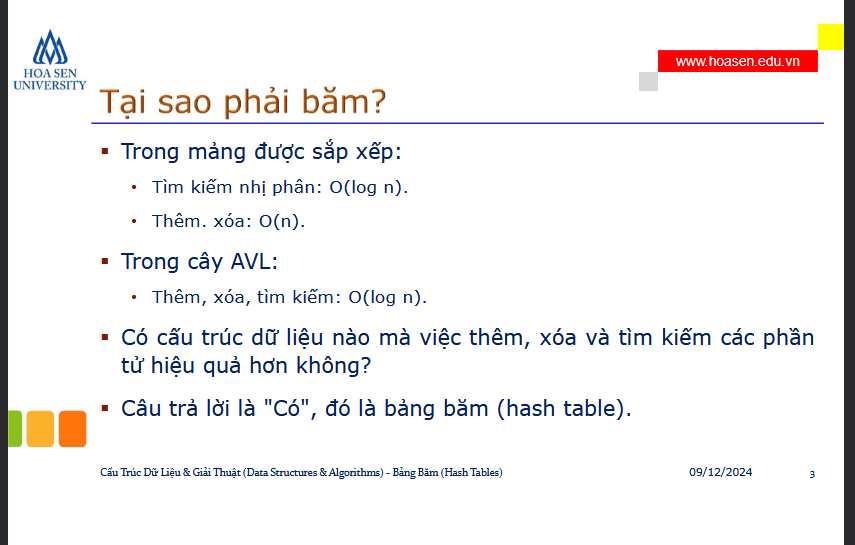 HOA SEN
UNIVERSITY
www.hoasen.edu.vn
Tại sao phải băm?
▪ Trong mảng được sắp xếp:
• Tìm kiếm nhị phân: O(log n).
• Thêm. xóa: O(n).
▪ Trong cây AVL:
• Thêm, xóa, tìm kiếm: O(log n).
▪ Có cấu trúc dữ liệu nào mà việc thêm, xóa và tìm kiếm các phần
tử hiệu quả hơn không?
▪ Câu trả lời là "Có", đó là bảng băm (hash table).
Cấu Trúc Dữ Liệu & Giải Thuật (Data Structures & Algorithms) - Bảng Băm (Hash Tables)
09/12/2024
3